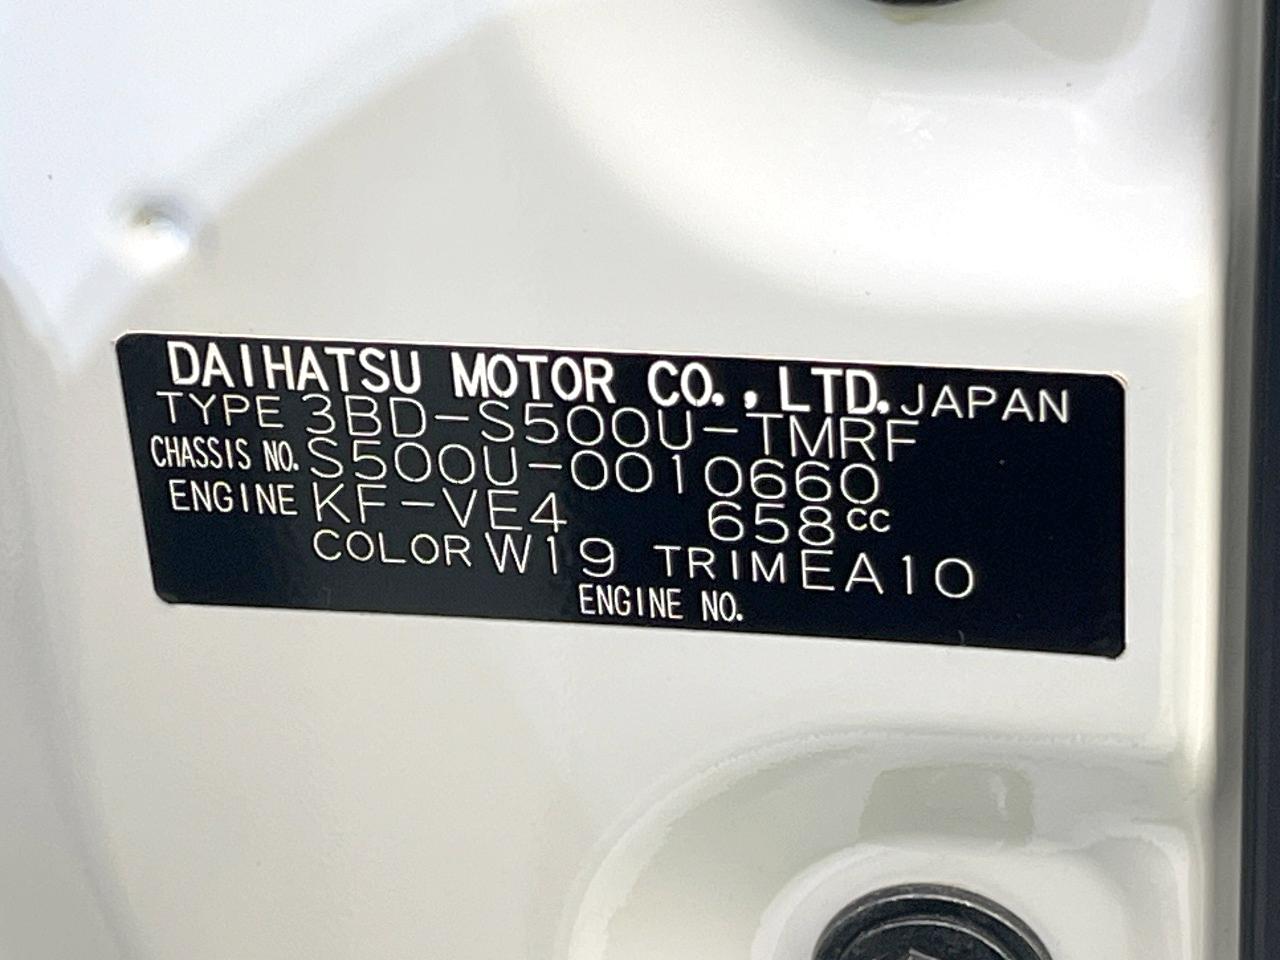 DAIHATSU MOTOR CO., LTD. JAPAN
TYPE 3BD-S500U-TMRF
CHASSIS NO. S500U-0010660
ENGINE KF-VE4 658cc
COLOR W19 TRIM EA10
ENGINE NO.